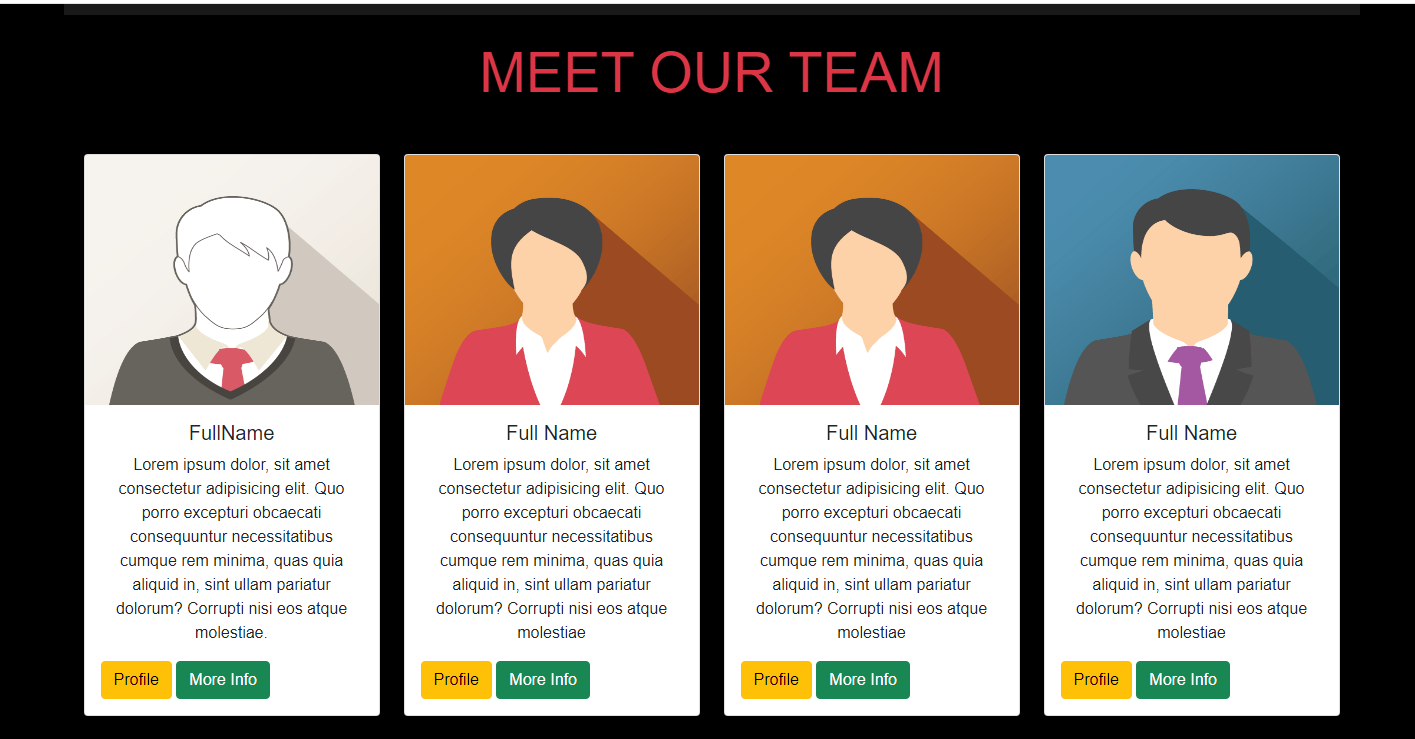 MEET OUR TEAM
FullName
Lorem ipsum dolor, sit amet
consectetur adipisicing elit. Quo
porro excepturi obcaecati
consequuntur necessitatibus
cumque rem minima, quas quia
aliquid in, sint ullam pariatur
dolorum? Corrupti nisi eos atque
molestiae.
Profile More Info
Full Name
Lorem ipsum dolor, sit amet
consectetur adipisicing elit. Quo
porro excepturi obcaecati
consequuntur necessitatibus
cumque rem minima, quas quia
aliquid in, sint ullam pariatur
dolorum? Corrupti nisi eos atque
molestiae
Profile More Info
Full Name
Lorem ipsum dolor, sit amet
consectetur adipisicing elit. Quo
porro excepturi obcaecati
consequuntur necessitatibus
cumque rem minima, quas quia
aliquid in, sint ullam pariatur
dolorum? Corrupti nisi eos atque
molestiae
Profile More Info
Full Name
Lorem ipsum dolor, sit amet
consectetur adipisicing elit. Quo
porro excepturi obcaecati
consequuntur necessitatibus
cumque rem minima, quas quia
aliquid in, sint ullam pariatur
dolorum? Corrupti nisi eos atque
molestiae
Profile More Info